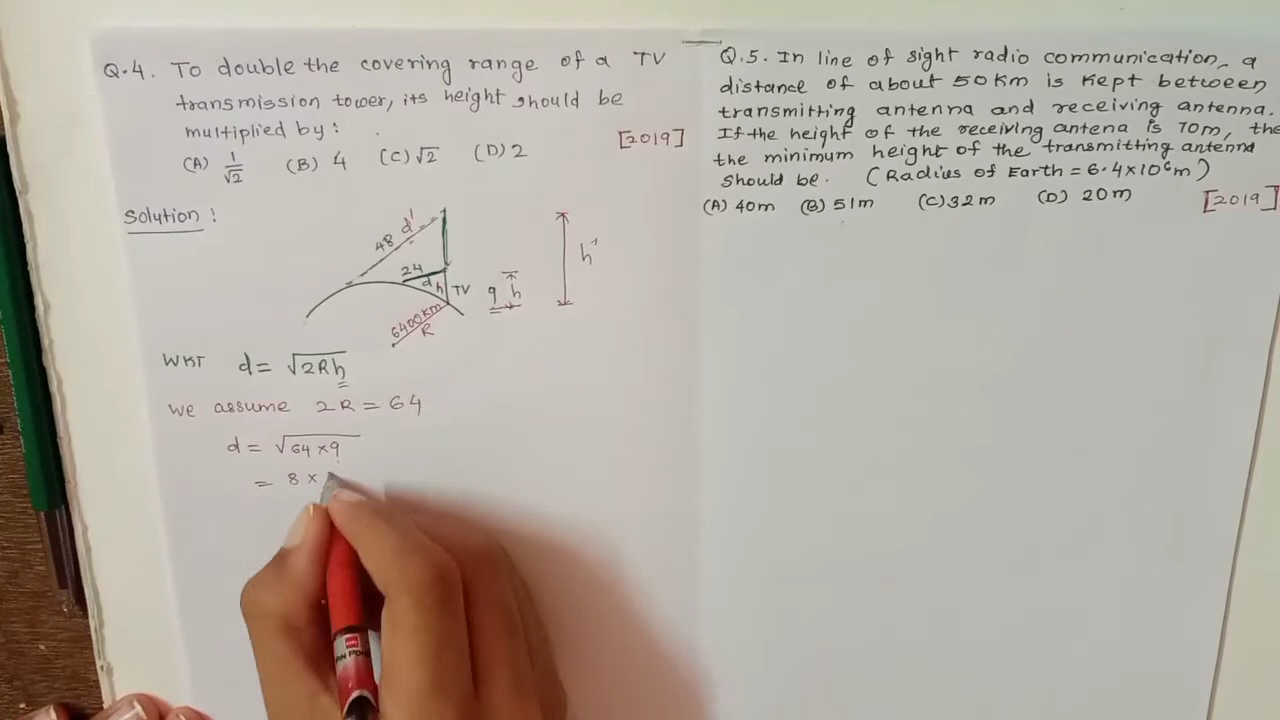 Q.4. To double the covering range of a TV
transmission tower, its height should be
multiplied by:
[2019]
(A) 1/√2 (B) 4 (C) √2 (D) 2
Solution:
48 d'
24
d h TV
9 h
h'
6400km
R
WKT d = √2Rh
We assume 2R = 64
d = √64×9
= 8 ×
Q.5. In line of sight radio communication, a
distance of about 50 Km is kept between
transmitting antenna and receiving antenna.
If the height of the receiving antena is 70m, the
the minimum height of the transmitting antenna
should be. (Radius of Earth = 6.4×10⁶m)
(A) 40m (B) 51m (C) 32m (D) 20m
[2019]